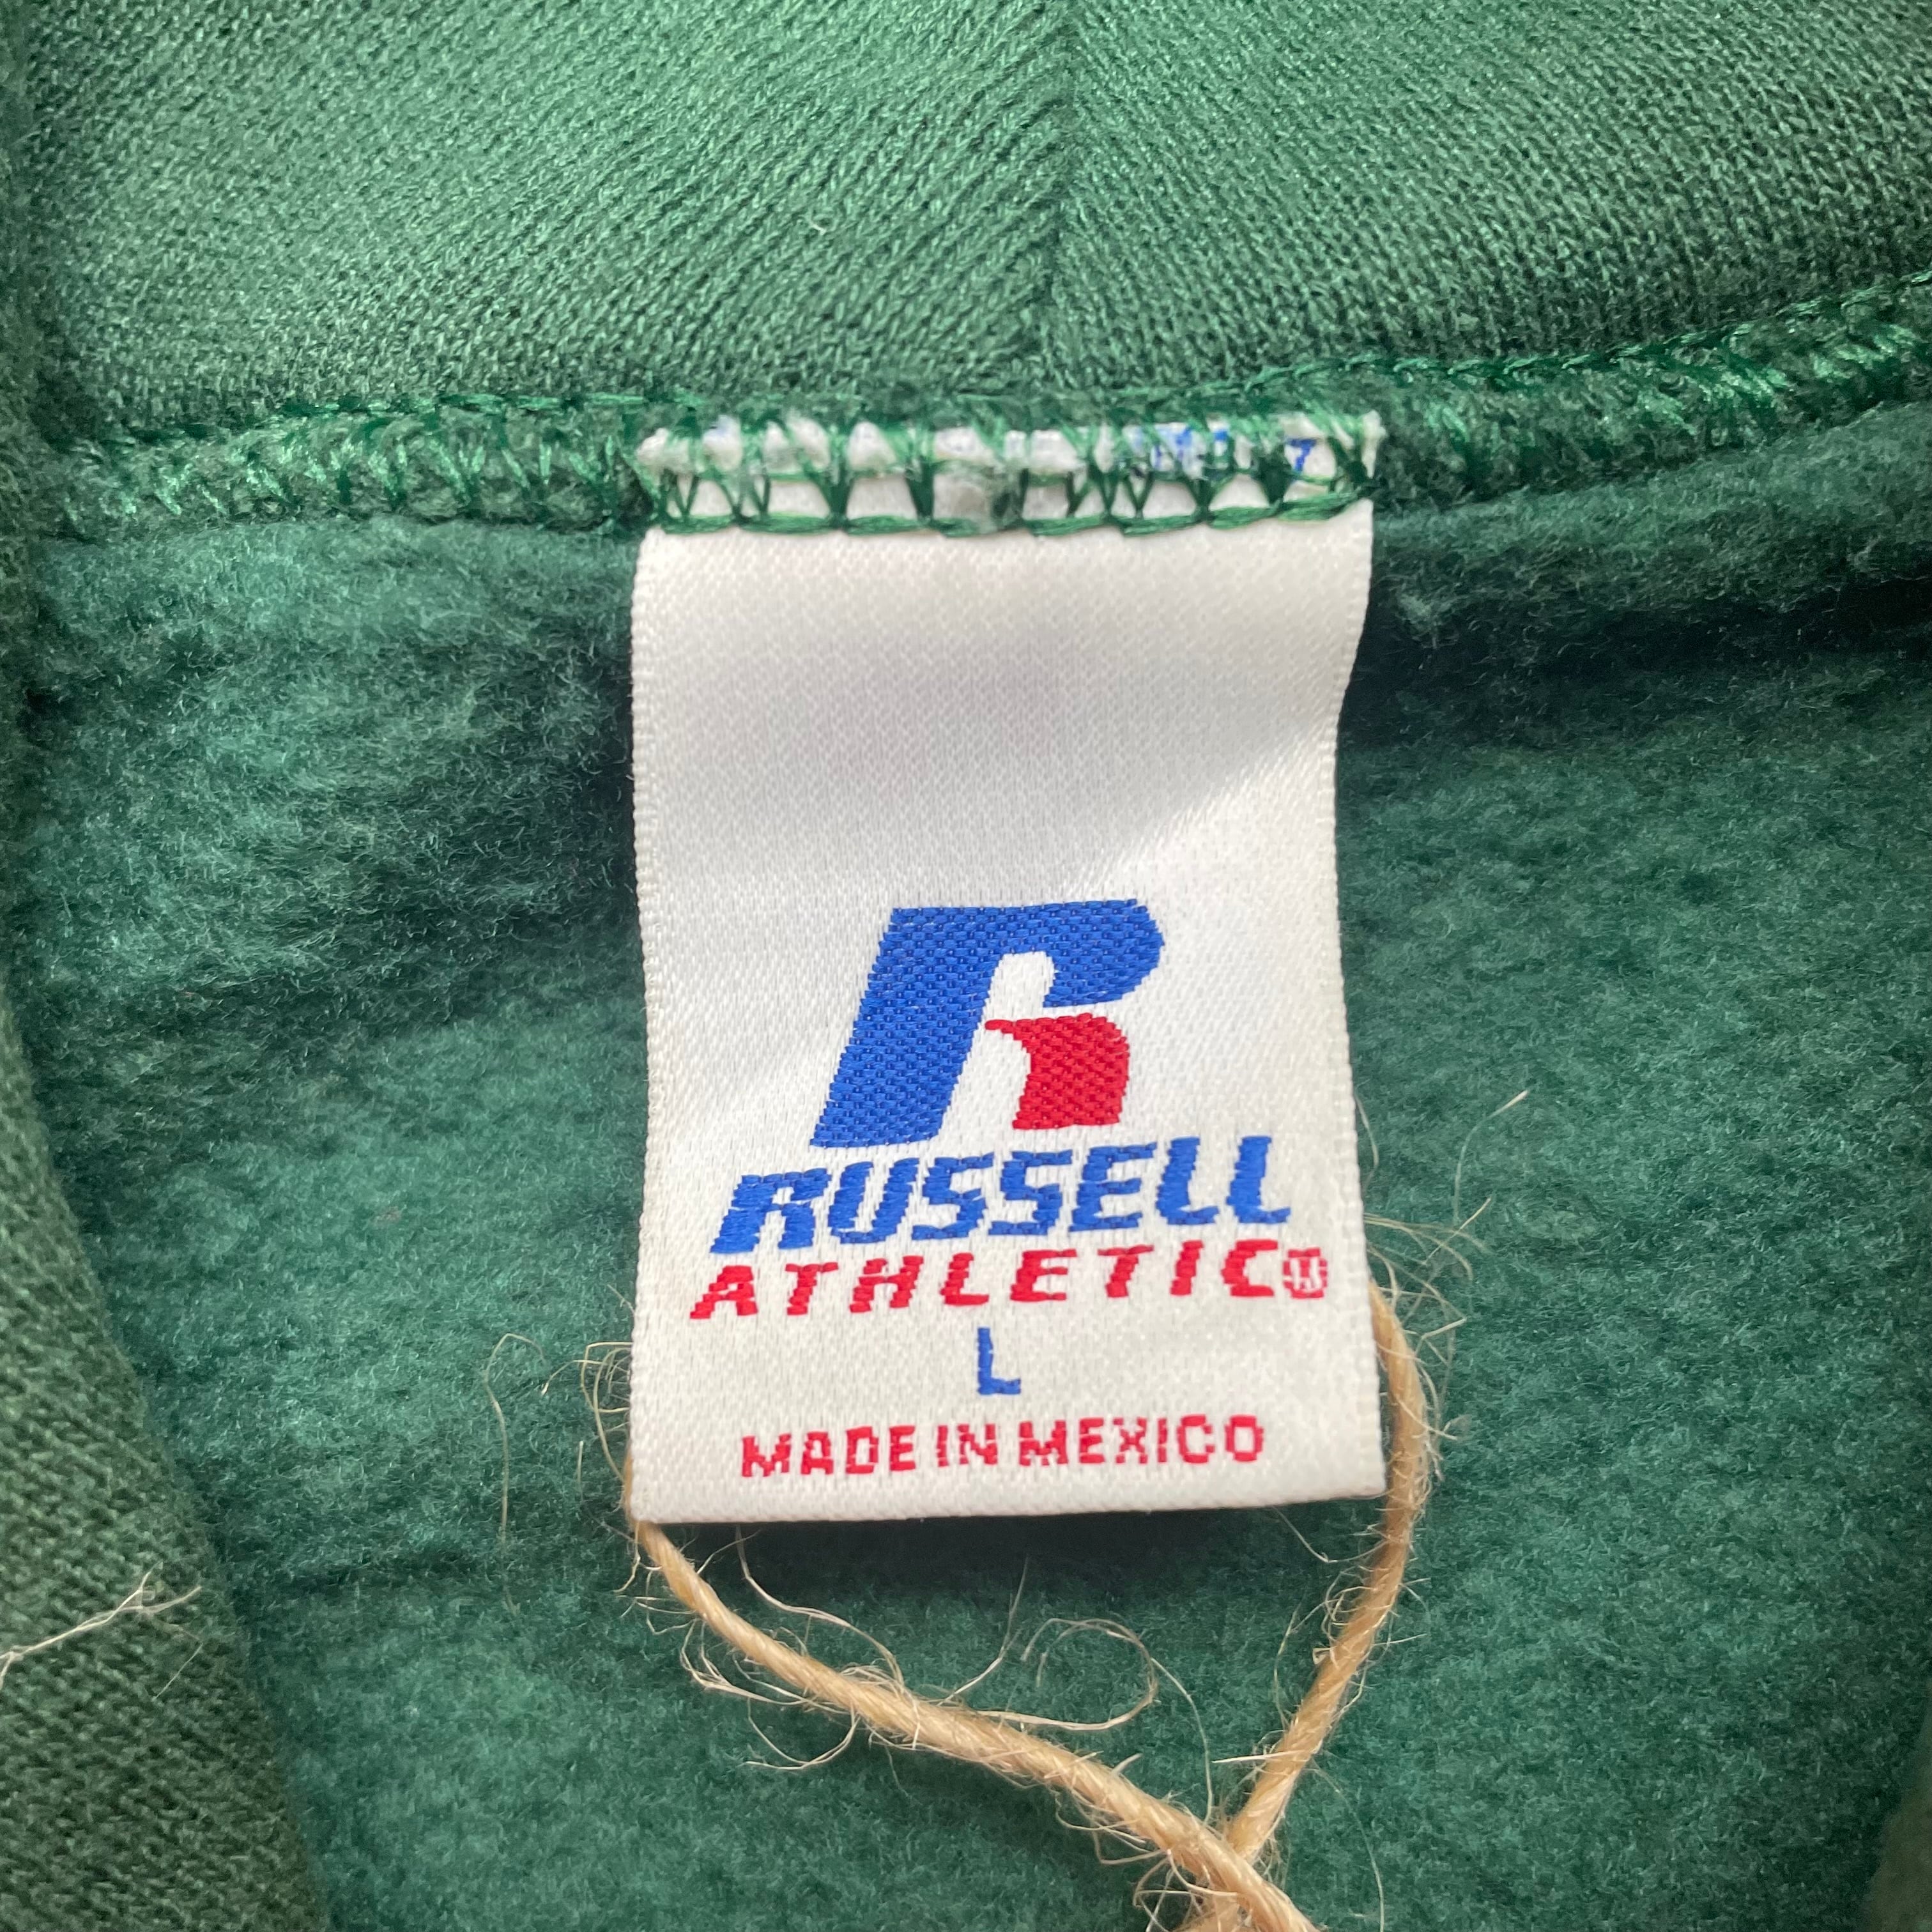 RUSSELL
ATHLETIC®
L
MADE IN MEXICO